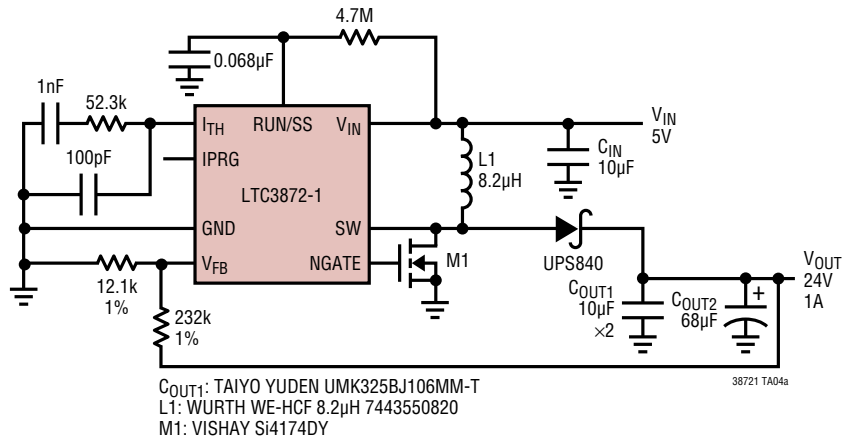 4.7M
0.068µF
1nF
52.3k
100pF
ITH
RUN/SS
VIN
IPRG
LTC3872-1
GND
SW
VFB
NGATE
L1
8.2µH
CIN
10µF
VIN
5V
M1
UPS840
12.1k
1%
232k
1%
COUT1
10µF
×2
COUT2
68µF
+
VOUT
24V
1A
38721 TA04a
COUT1: TAIYO YUDEN UMK325BJ106MM-T
L1: WURTH WE-HCF 8.2µH 7443550820
M1: VISHAY Si4174DY